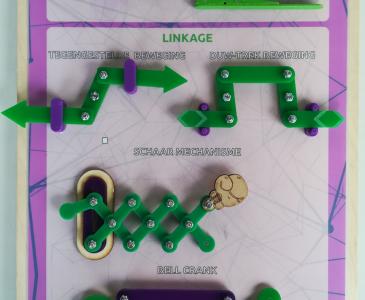 LINKAGE
TEGENGESTELDE BEWEGING
DUW-TREK BEWEGING
SCHAAR MECHANISME
BELL CRANK